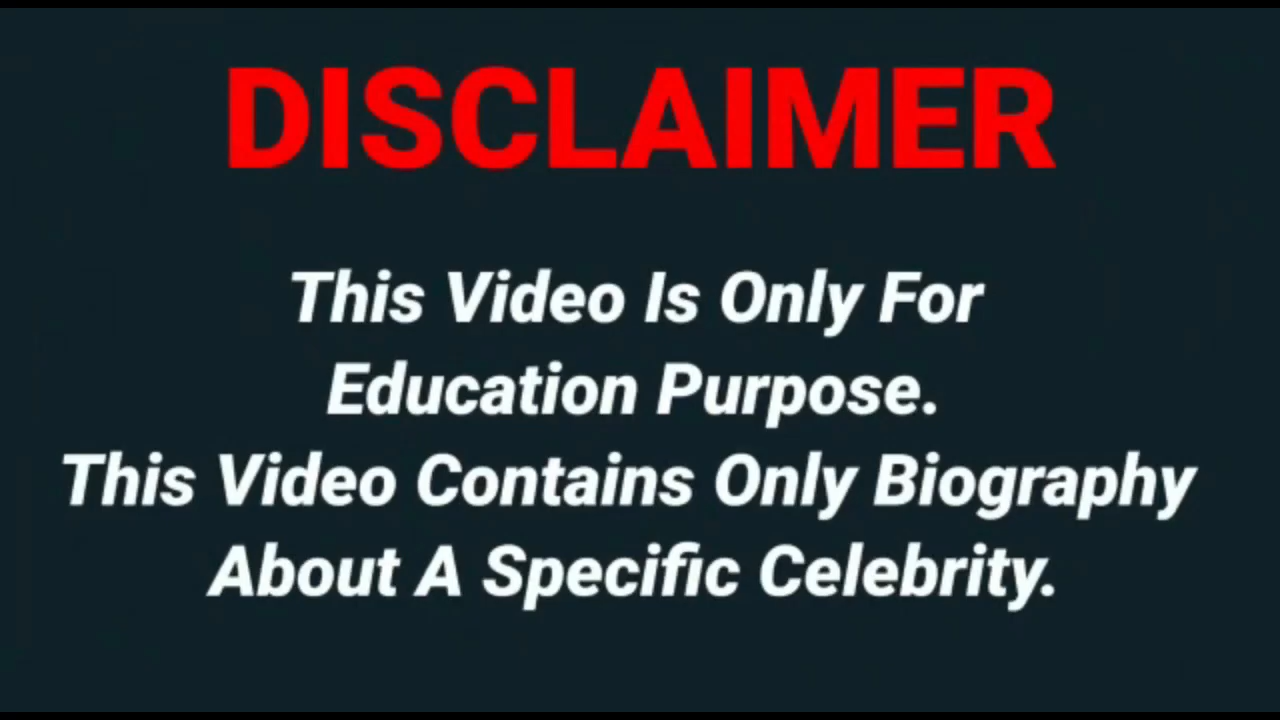 DISCLAIMER
This Video Is Only For
Education Purpose.
This Video Contains Only Biography
About A Specific Celebrity.